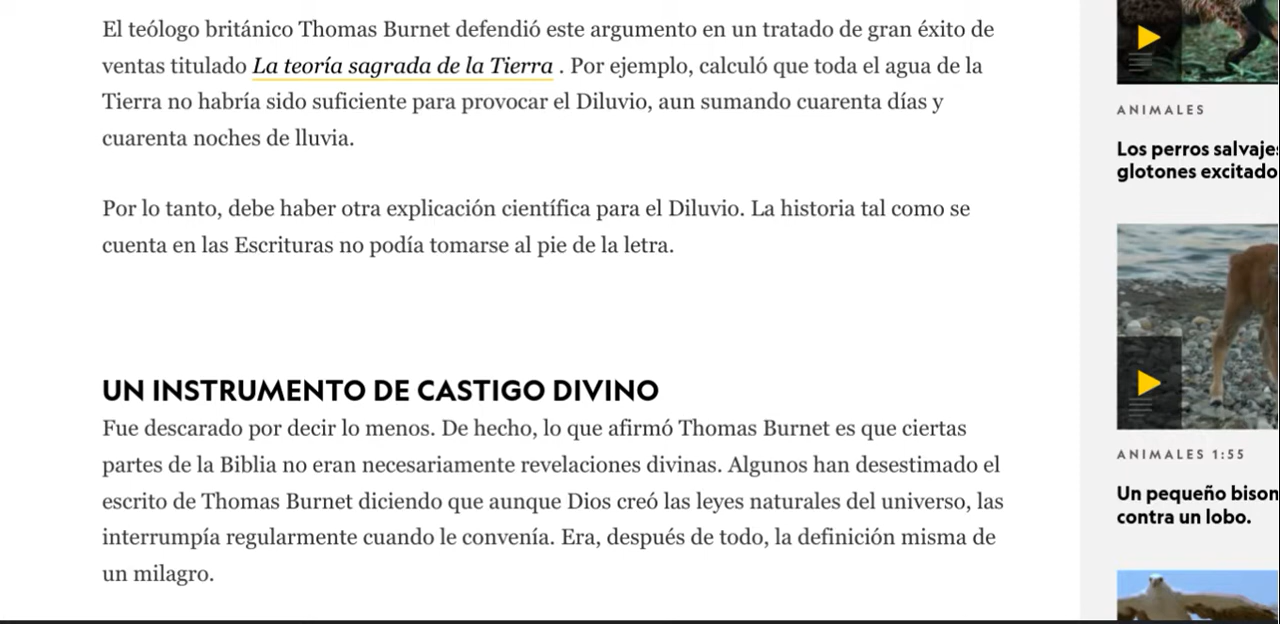 El teólogo británico Thomas Burnet defendió este argumento en un tratado de gran éxito de
ventas titulado La teoría sagrada de la Tierra . Por ejemplo, calculó que toda el agua de la
Tierra no habría sido suficiente para provocar el Diluvio, aun sumando cuarenta días y
cuarenta noches de lluvia.
Por lo tanto, debe haber otra explicación científica para el Diluvio. La historia tal como se
cuenta en las Escrituras no podía tomarse al pie de la letra.
UN INSTRUMENTO DE CASTIGO DIVINO
Fue descarado por decir lo menos. De hecho, lo que afirmó Thomas Burnet es que ciertas
partes de la Biblia no eran necesariamente revelaciones divinas. Algunos han desestimado el
escrito de Thomas Burnet diciendo que aunque Dios creó las leyes naturales del universo, las
interrumpía regularmente cuando le convenía. Era, después de todo, la definición misma de
un milagro.
ANIMALES
Los perros
glotones
ANIMALES 1:55
Un pequeño
contra un lobo.